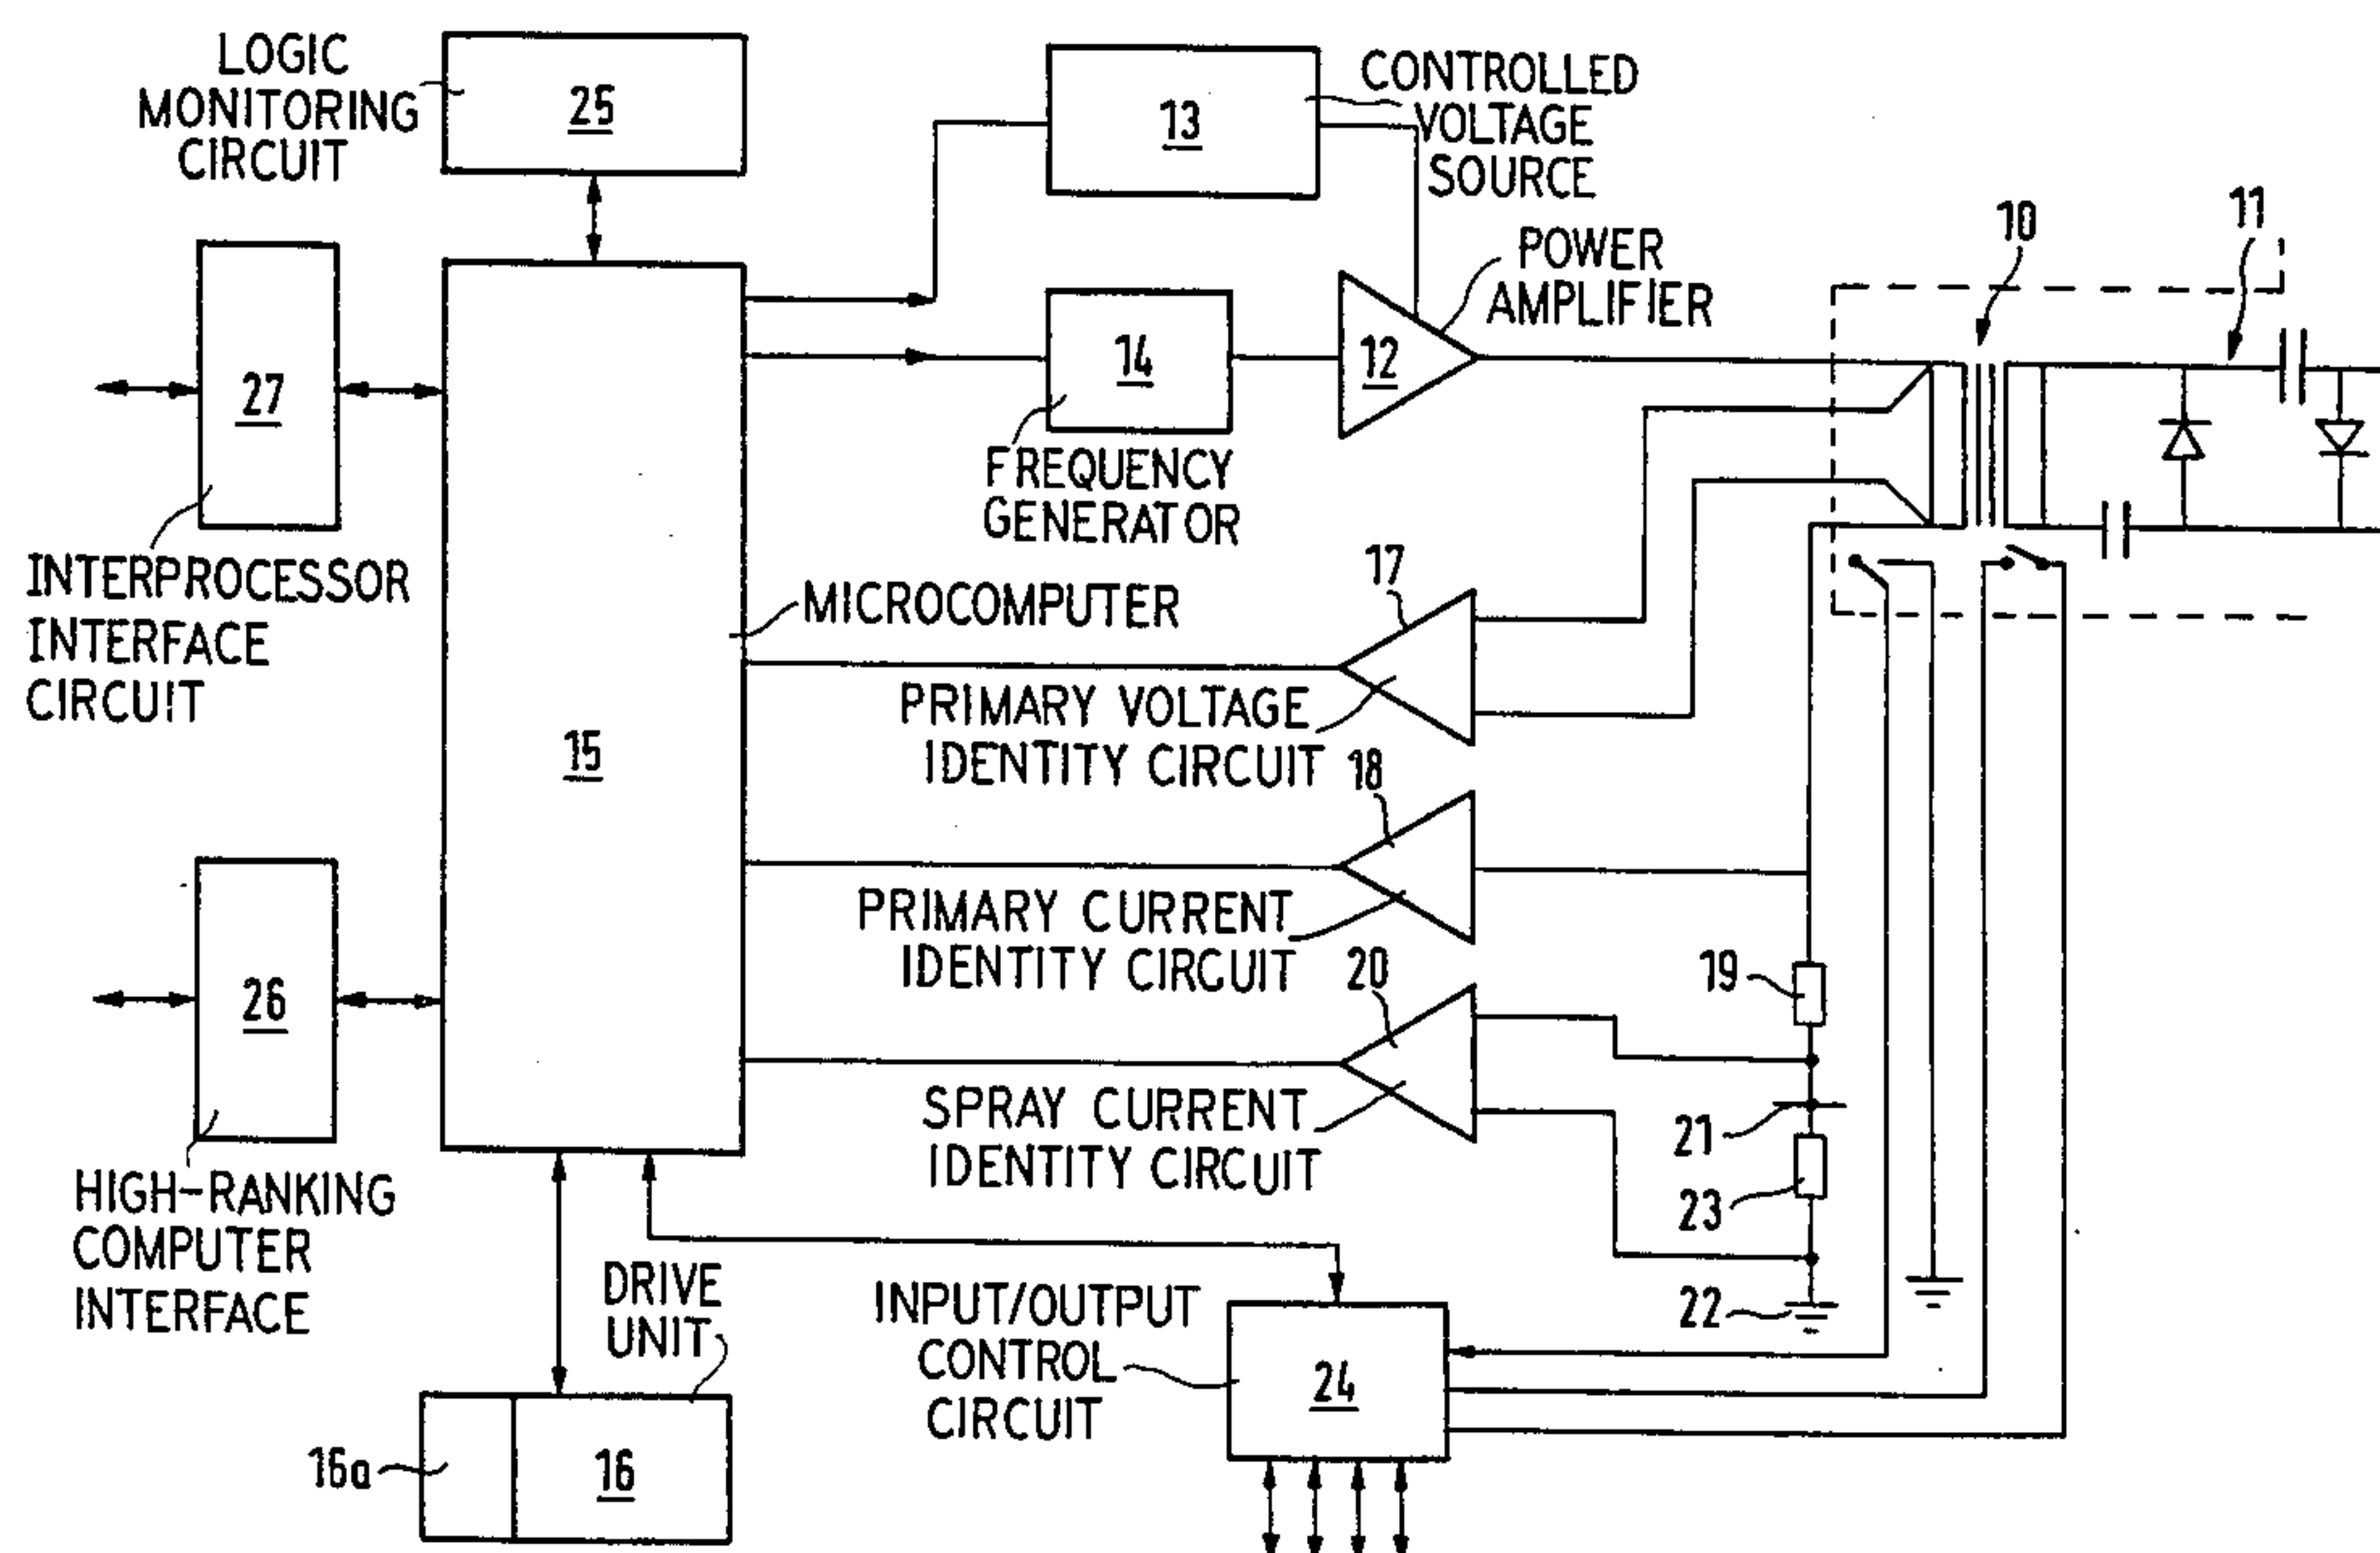 LOGIC
MONITORING
CIRCUIT
25
13
CONTROLLED
VOLTAGE
SOURCE
POWER
AMPLIFIER
10
11
27
14
12
FREQUENCY
GENERATOR
INTERPROCESSOR
INTERFACE
CIRCUIT
MICROCOMPUTER
15
17
PRIMARY VOLTAGE
IDENTITY CIRCUIT
18
PRIMARY CURRENT
IDENTITY CIRCUIT
20
19
26
SPRAY CURRENT
IDENTITY CIRCUIT
21
23
22
HIGH-RANKING
COMPUTER
INTERFACE
DRIVE
UNIT
INPUT/OUTPUT
CONTROL
CIRCUIT
24
16a
16